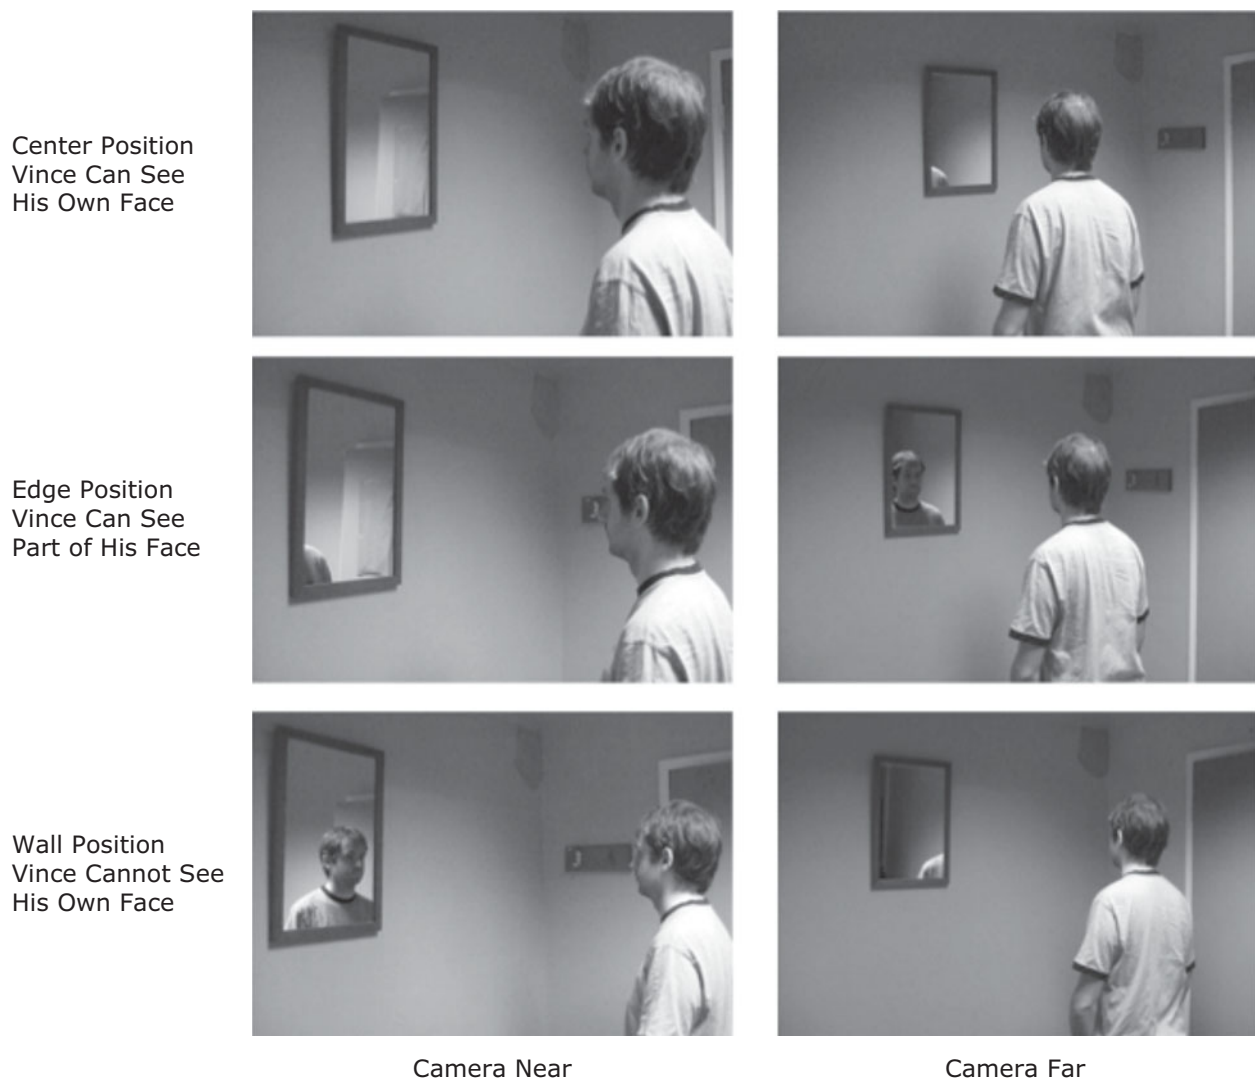 Center Position
Vince Can See
His Own Face
Edge Position
Vince Can See
Part of His Face
Wall Position
Vince Cannot See
His Own Face
Camera Near
Camera Far